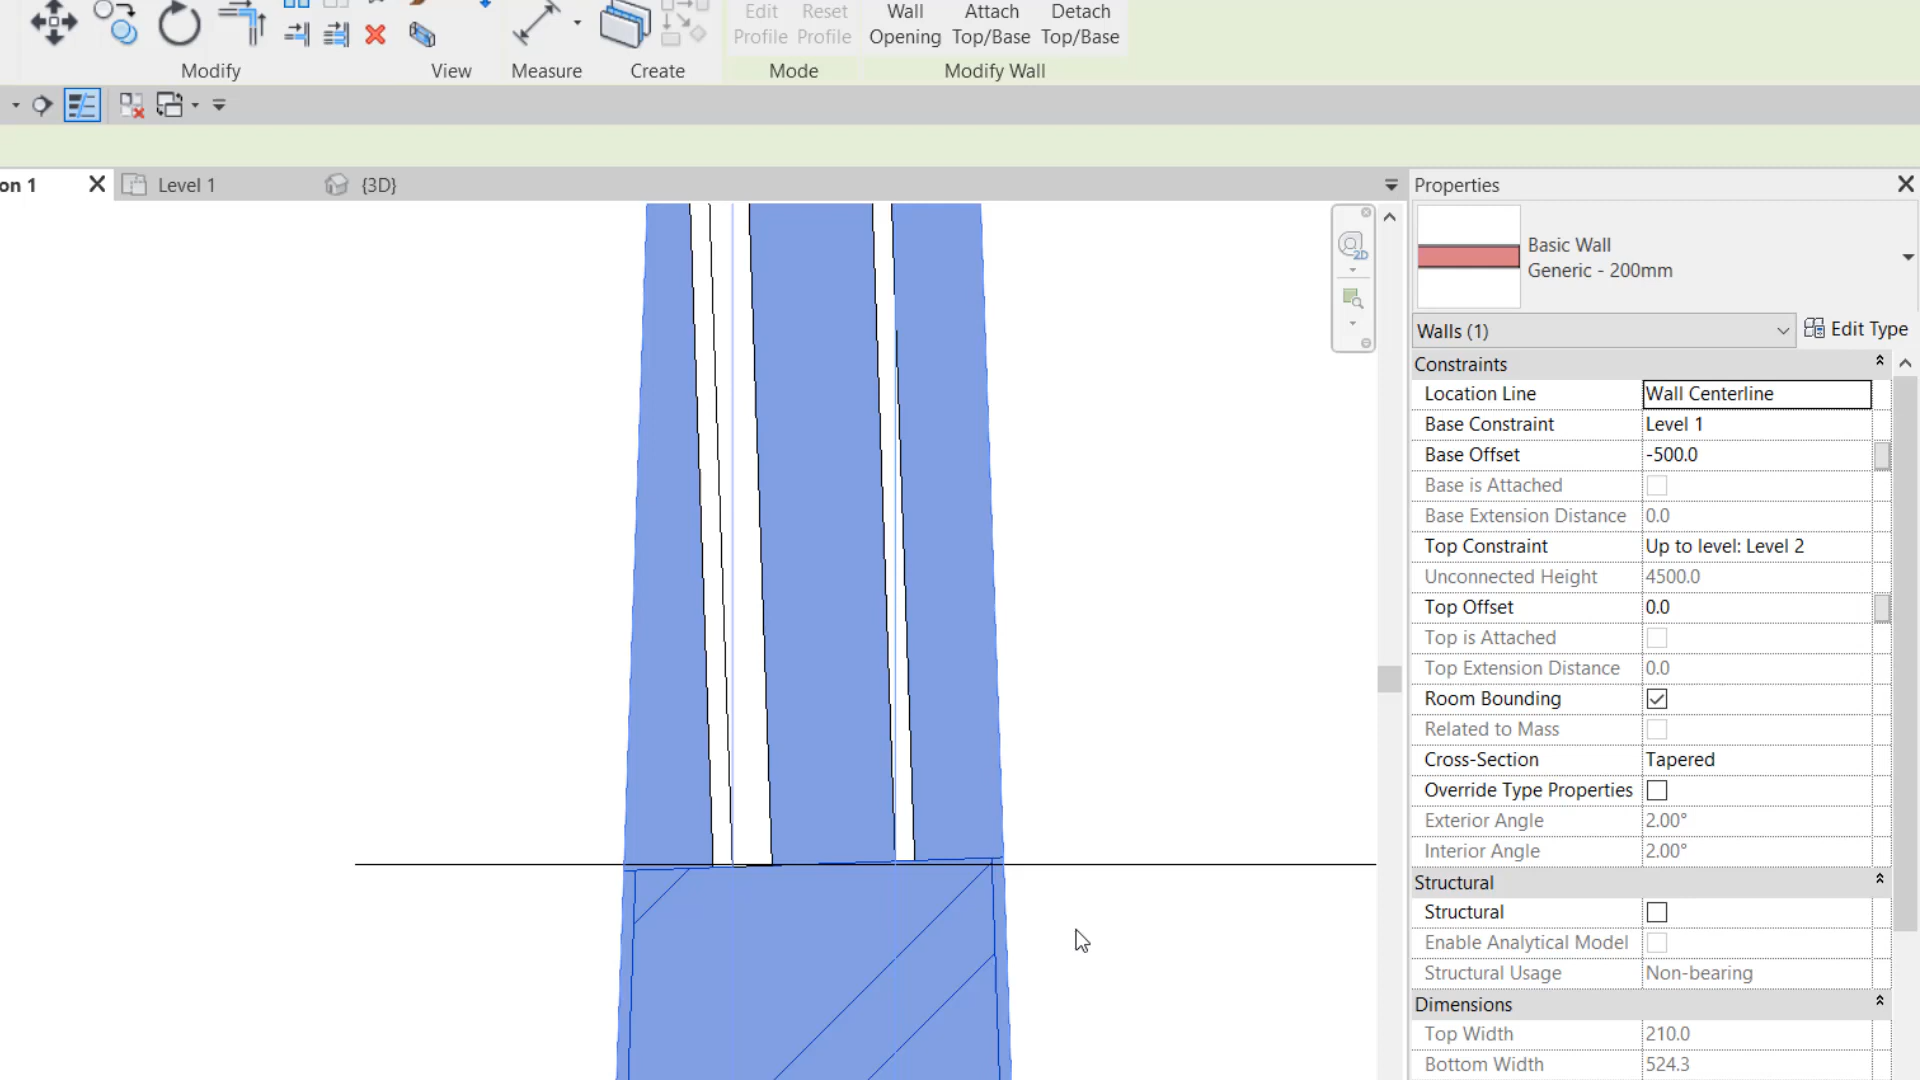 Edit Profile
Reset Profile
Wall Opening
Attach Top/Base
Detach Top/Base
Modify
View
Measure
Create
Mode
Modify Wall
on 1
Level 1
{3D}
2D
Properties
Basic Wall
Generic - 200mm
Walls (1)
Edit Type
Constraints
Location Line Wall Centerline
Base Constraint Level 1
Base Offset -500.0
Base is Attached
Base Extension Distance 0.0
Top Constraint Up to level: Level 2
Unconnected Height 4500.0
Top Offset 0.0
Top is Attached
Top Extension Distance 0.0
Room Bounding
Related to Mass
Cross-Section Tapered
Override Type Properties
Exterior Angle 2.00°
Interior Angle 2.00°
Structural
Structural
Enable Analytical Model
Structural Usage Non-bearing
Dimensions
Top Width 210.0
Bottom Width 524.3